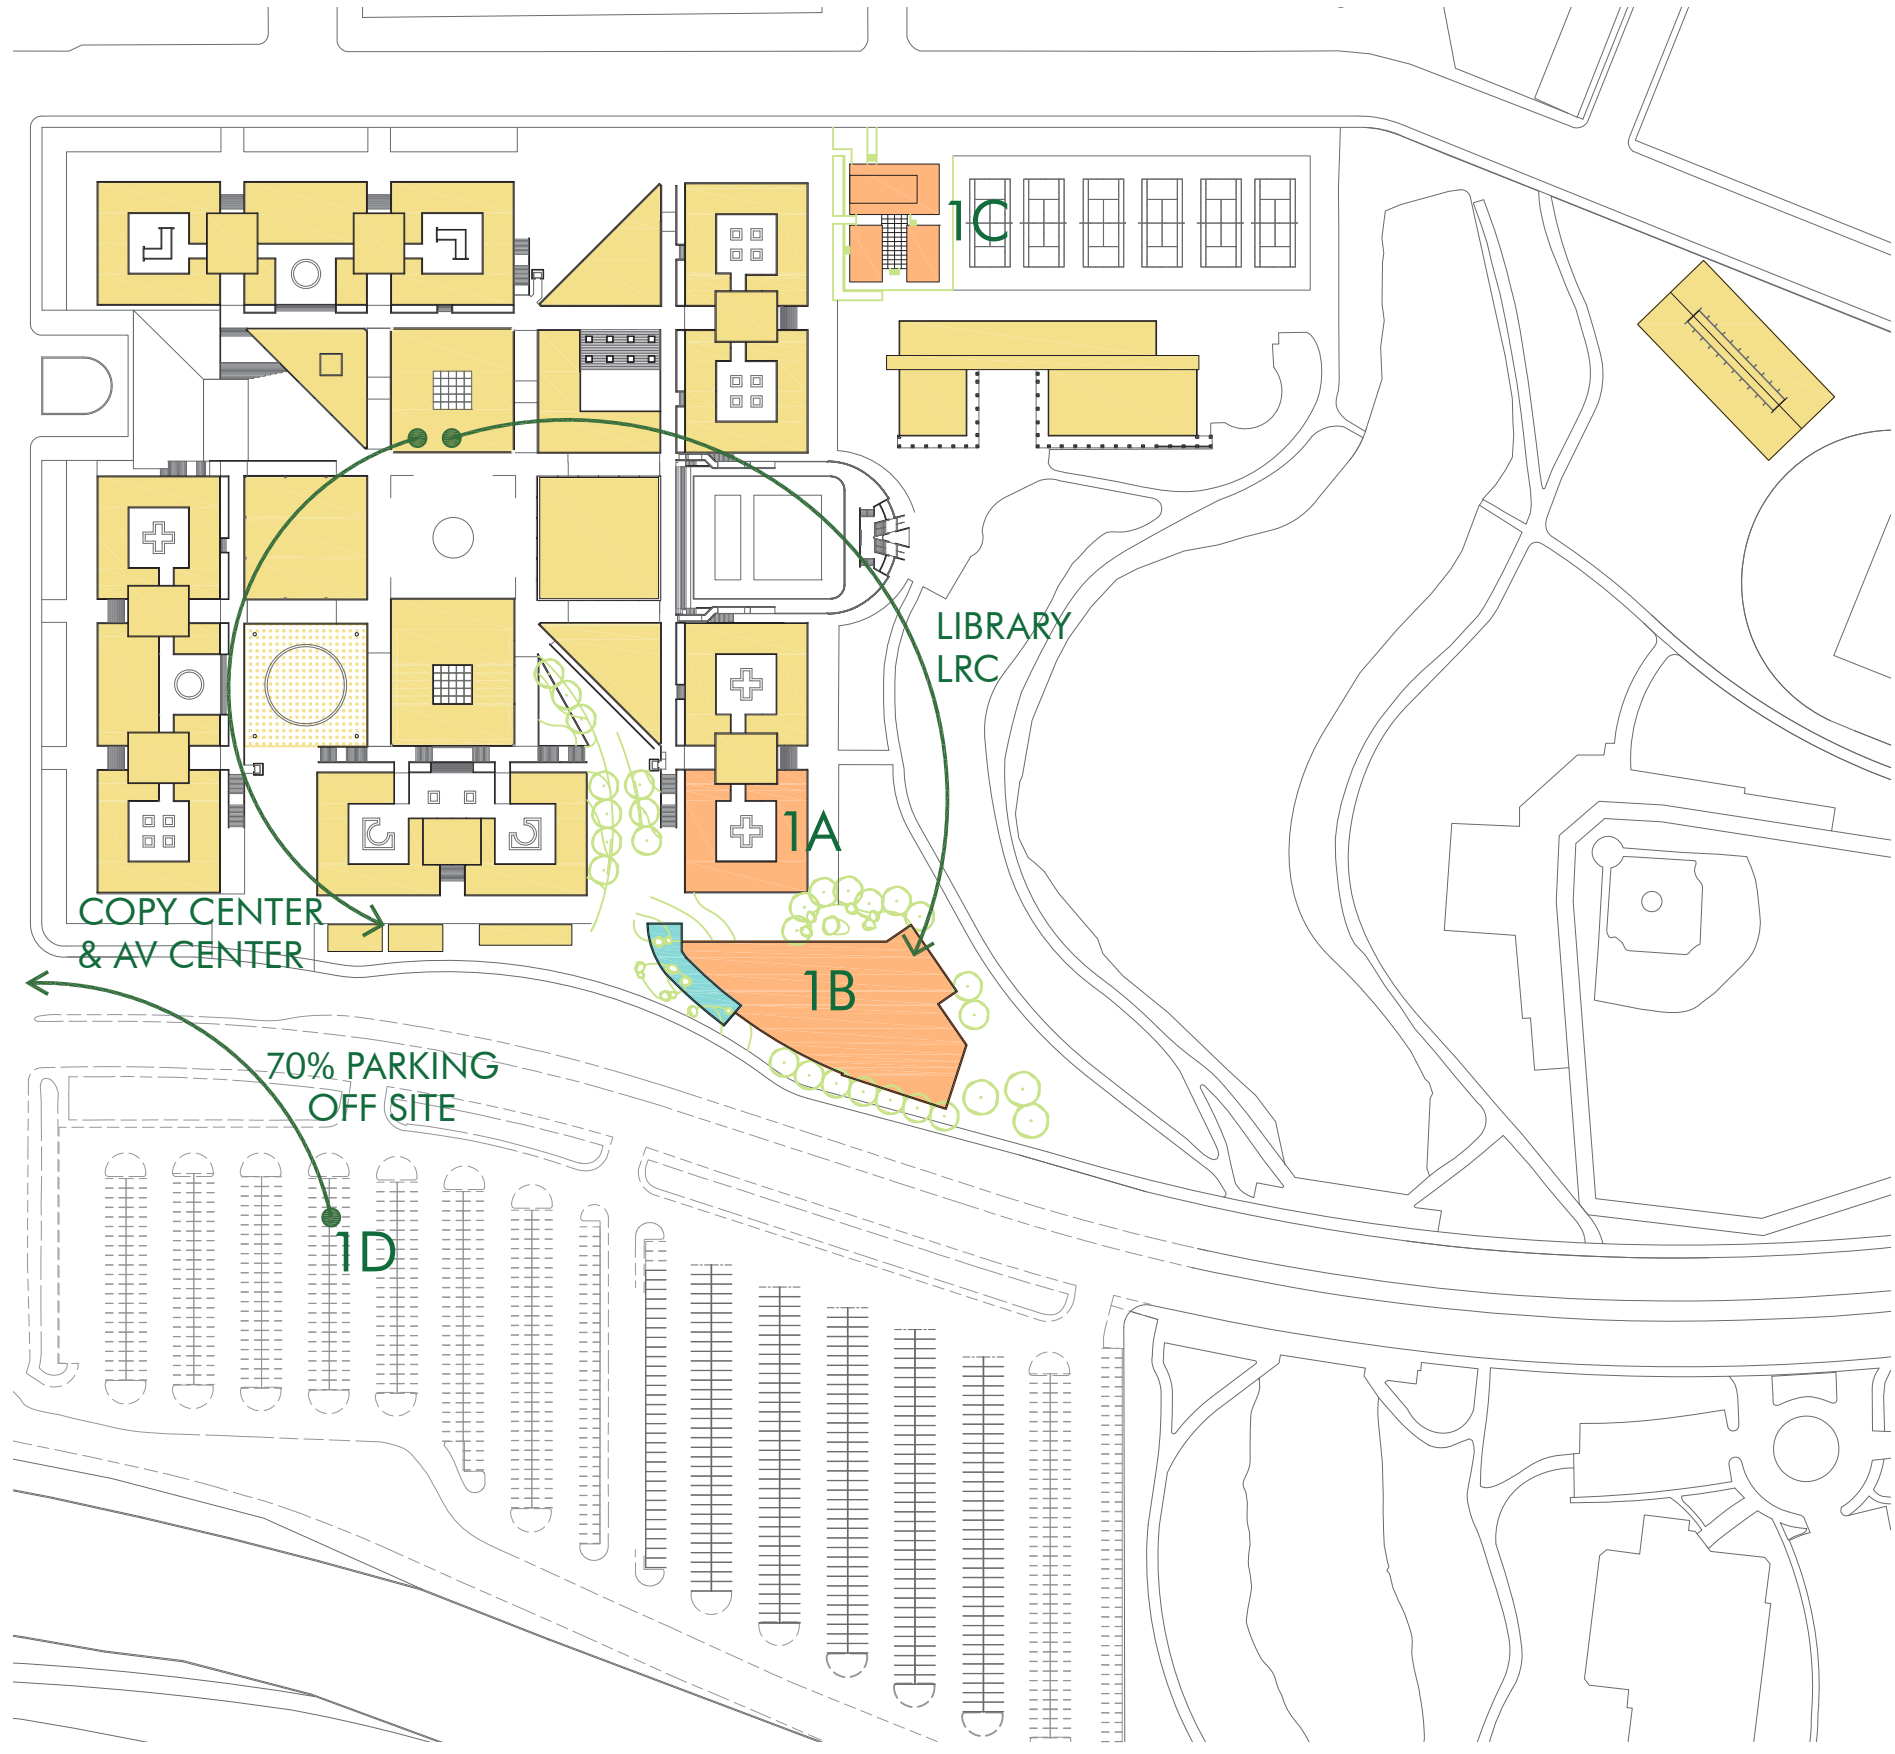 1C
LIBRARY
LRC
1A
COPY CENTER
& AV CENTER
1B
70% PARKING
OFF SITE
1D